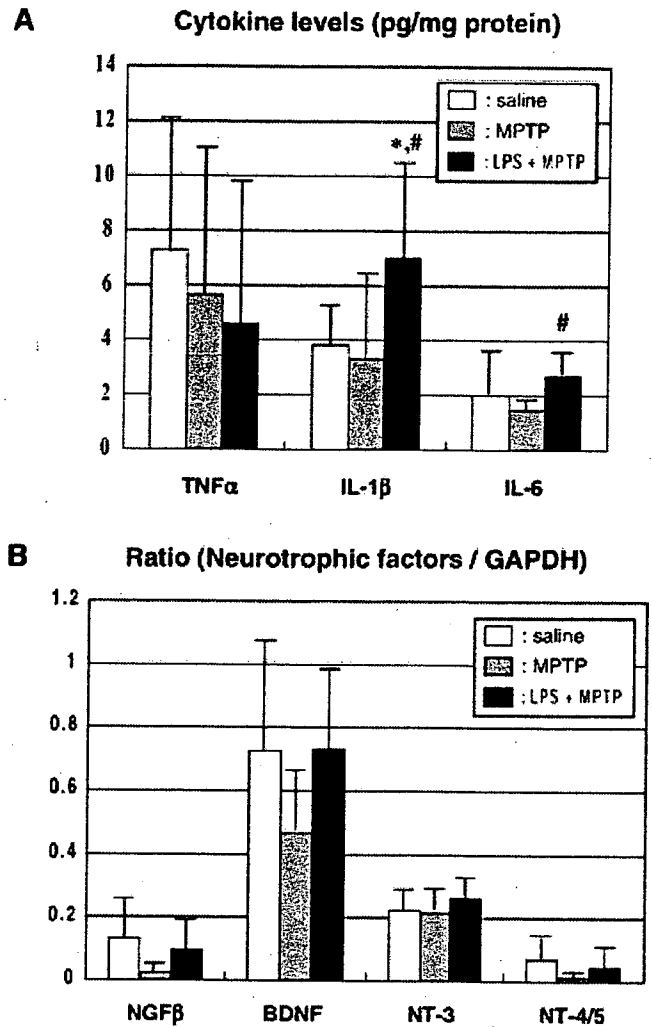 A
Cytokine levels (pg/mg protein)
14
12
10
8
6
4
2
0
: saline
: MPTP
: LPS + MPTP
*,#
#
TNFα
IL-1β
IL-6
B
Ratio (Neurotrophic factors / GAPDH)
1.2
1
0.8
0.6
0.4
0.2
0
: saline
: MPTP
: LPS + MPTP
NGFβ
BDNF
NT-3
NT-4/5